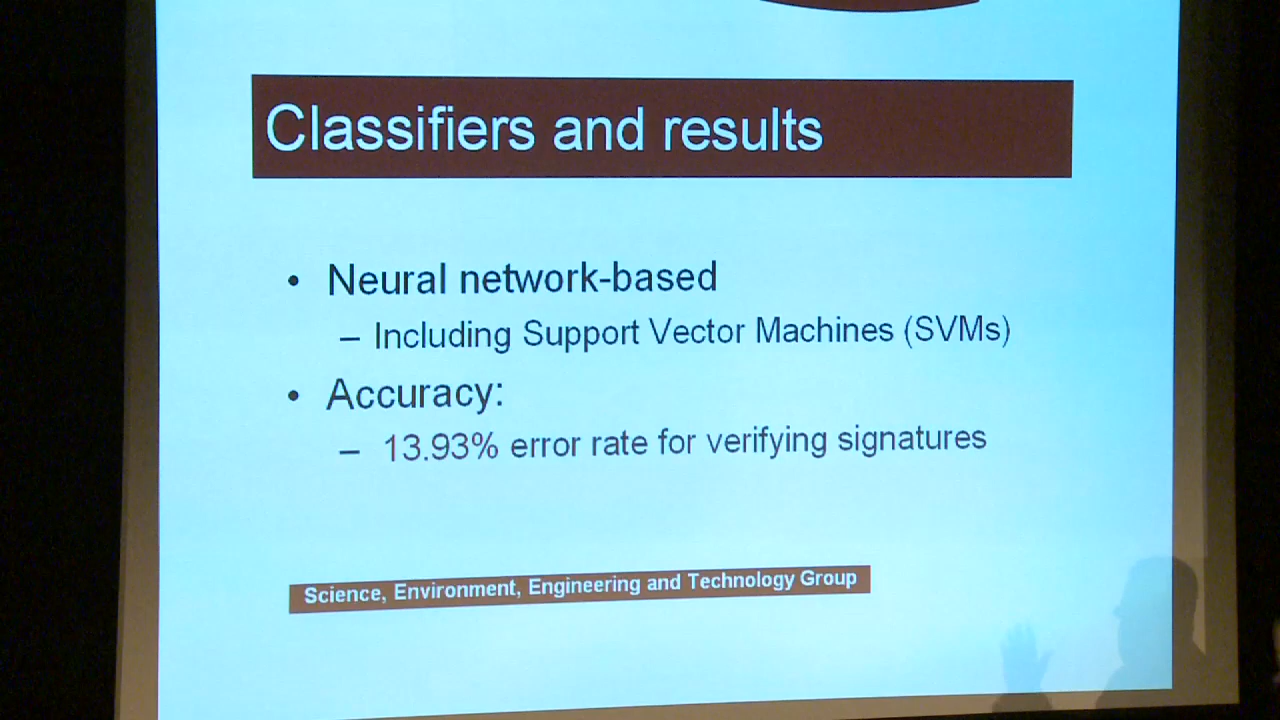 Classifiers and results
• Neural network-based
– Including Support Vector Machines (SVMs)
• Accuracy:
– 13.93% error rate for verifying signatures
Science, Environment, Engineering and Technology Group